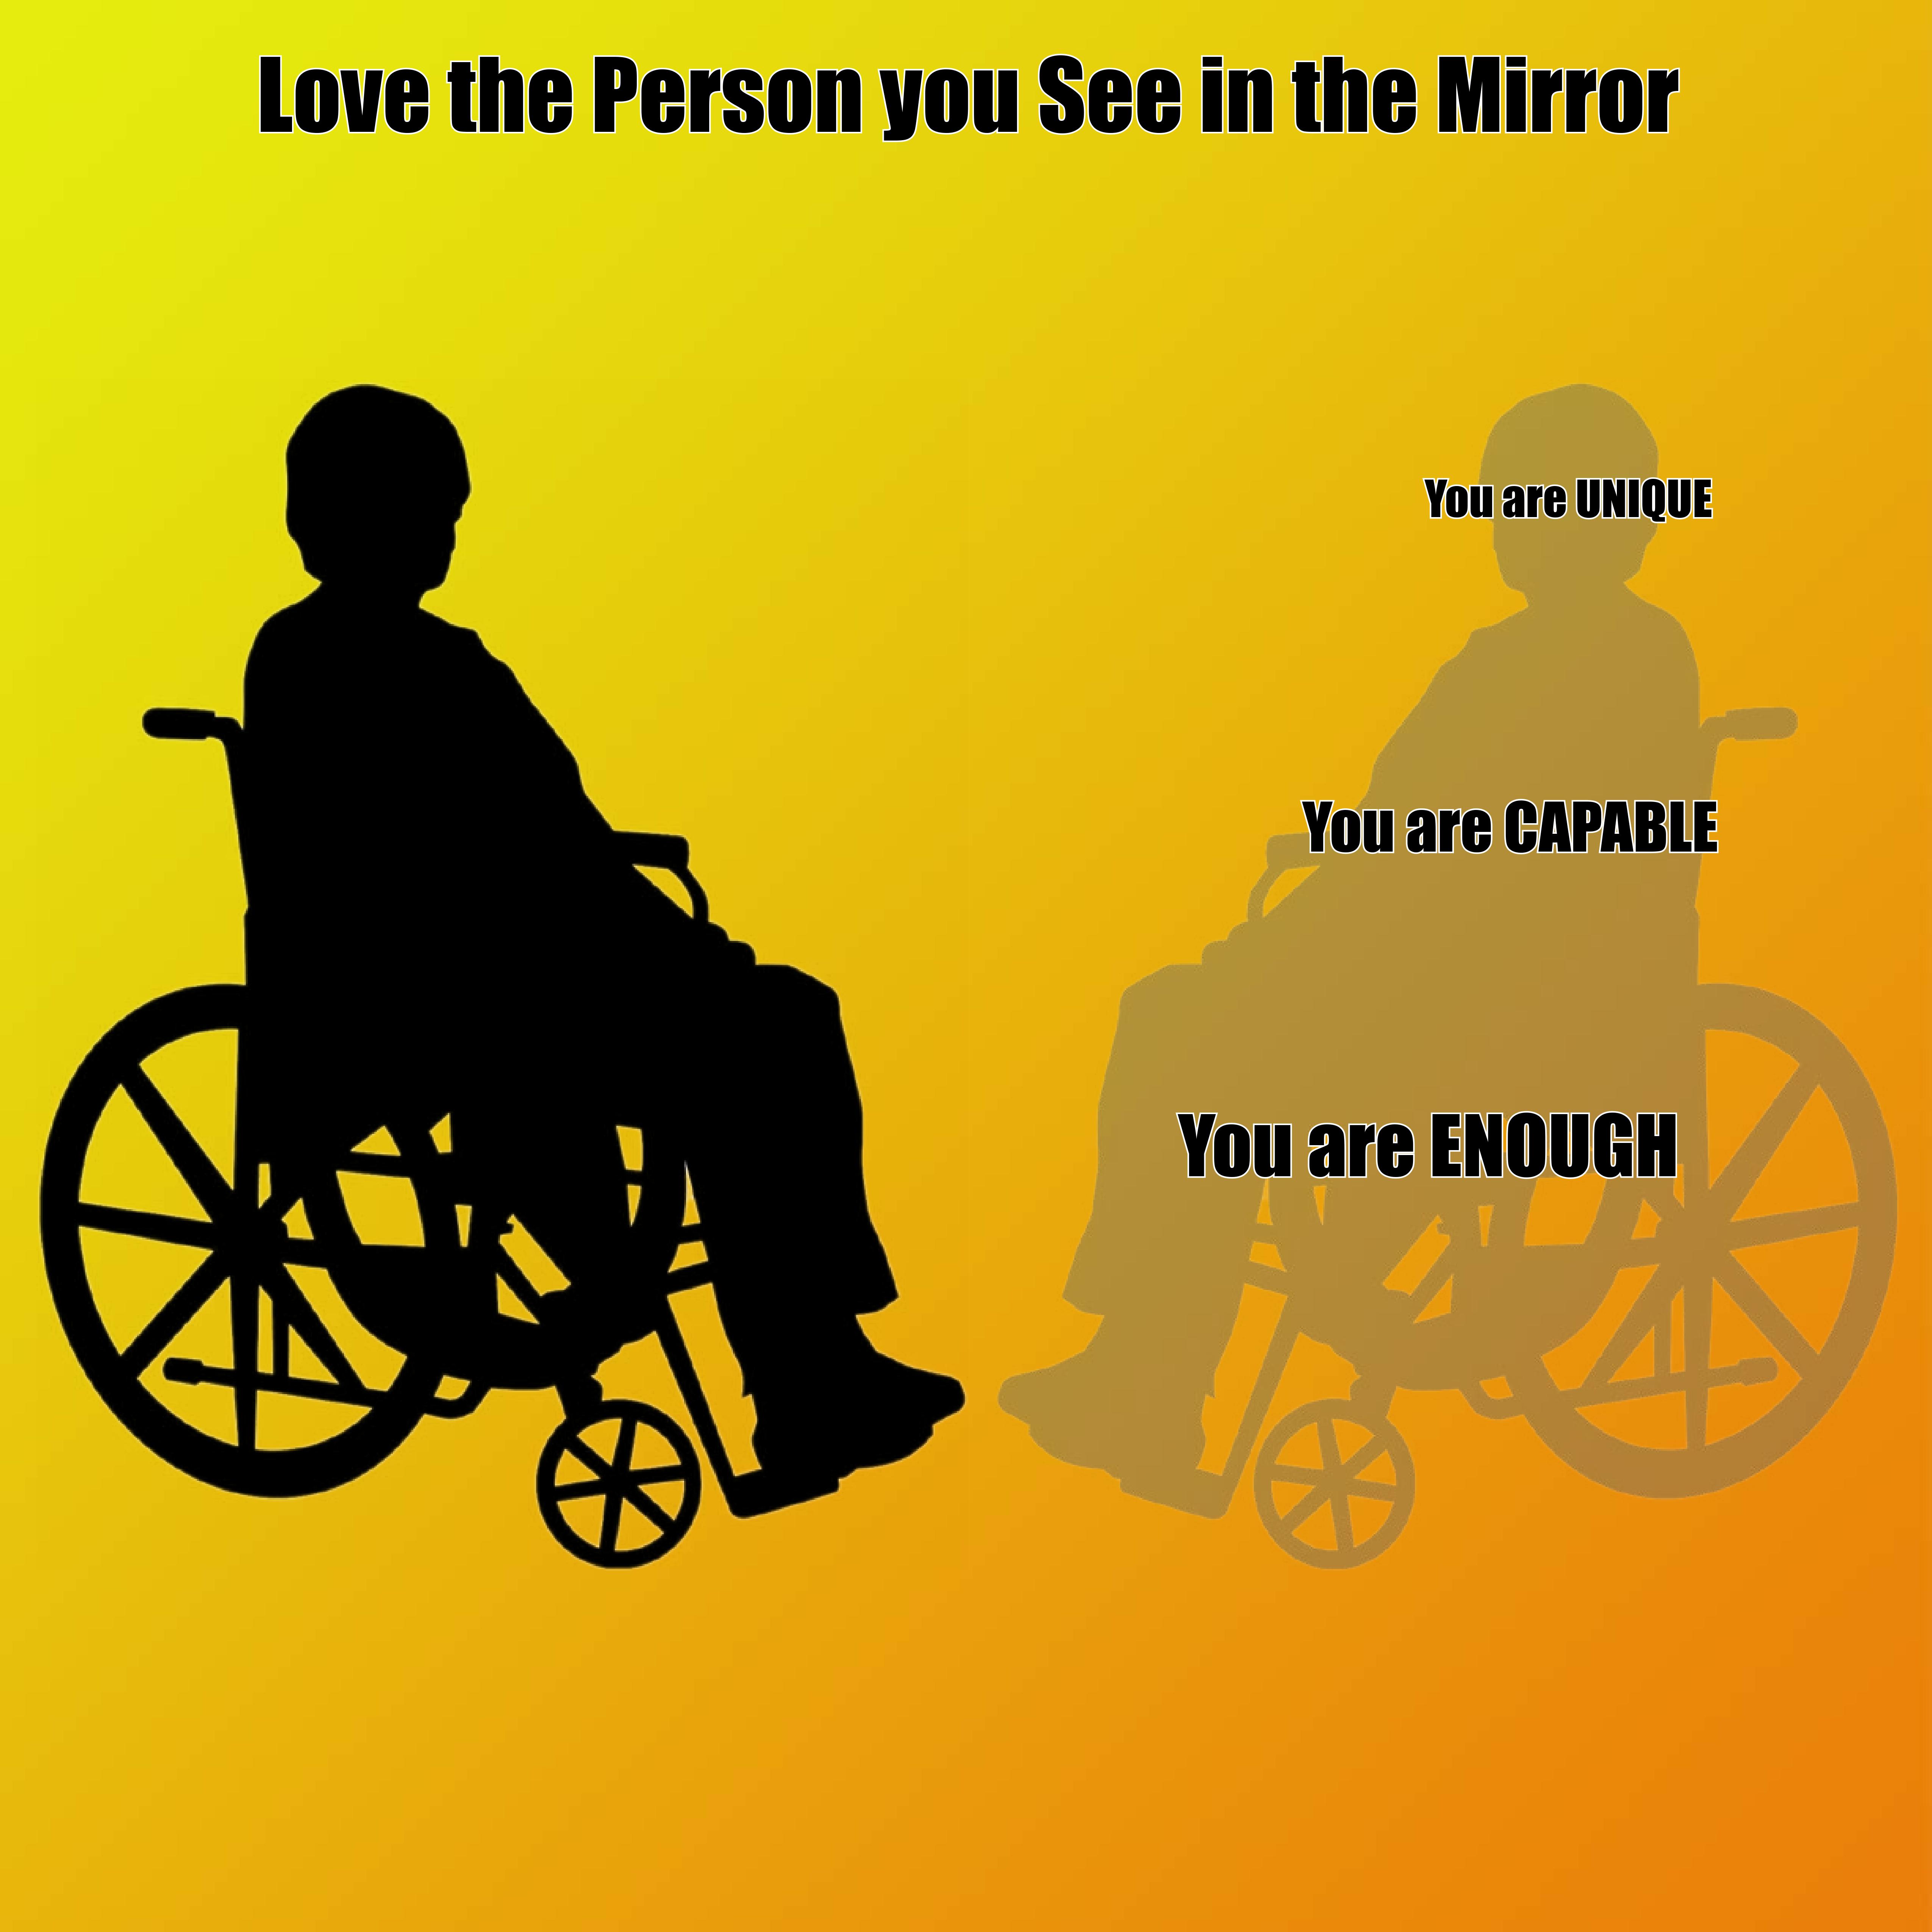 Love the Person you See in the Mirror
You are UNIQUE
You are CAPABLE
You are ENOUGH